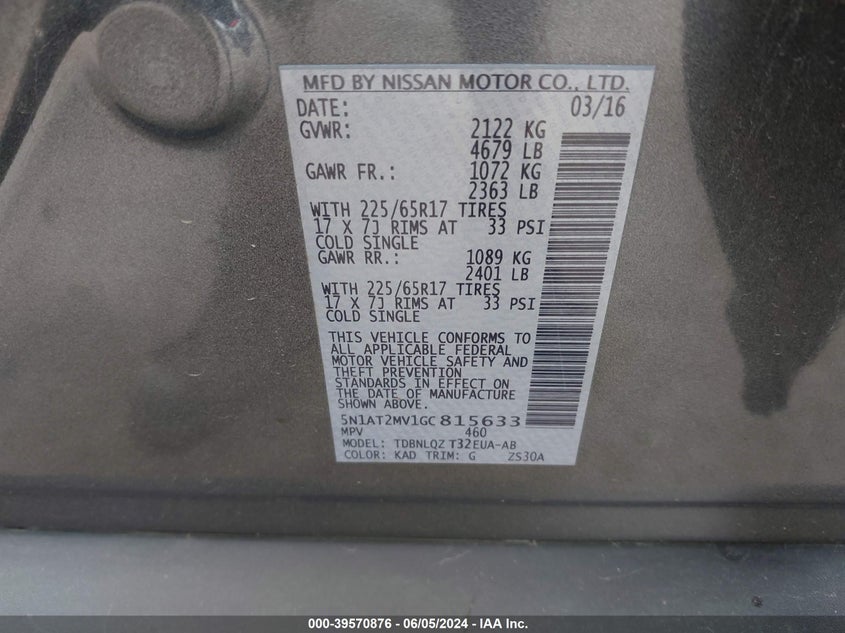 MFD BY NISSAN MOTOR CO., LTD.
DATE: 03/16
GVWR: 2122 KG
4679 LB
GAWR FR.: 1072 KG
2363 LB
WITH 225/65R17 TIRES
17 X 7J RIMS AT 33 PSI
COLD SINGLE
GAWR RR.: 1089 KG
2401 LB
WITH 225/65R17 TIRES
17 X 7J RIMS AT 33 PSI
COLD SINGLE
THIS VEHICLE CONFORMS TO
ALL APPLICABLE FEDERAL
MOTOR VEHICLE SAFETY AND
THEFT PREVENTION
STANDARDS IN EFFECT ON
THE DATE OF MANUFACTURE
SHOWN ABOVE.
5N1AT2MV1GC815633
MPV 460
MODEL: TDBNLQZ T32EUA-AB
COLOR: KAD TRIM: G ZS30A
000-39570876 - 06/05/2024 - IAA Inc.